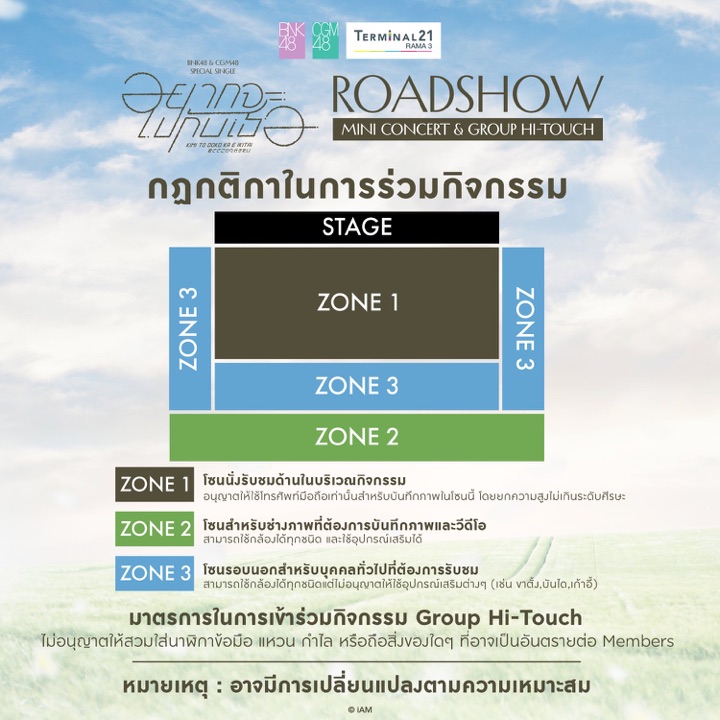 BNK
48
CGM
48
TERMINAL21
RAMA 3
BNK48 & CGM48
SPECIAL SINGLE
อยากจะ
ไปกับเธอ
KIMI TO DOKO KA E IKITAI
ROADSHOW
MINI CONCERT & GROUP HI-TOUCH
กฎกติกาในการร่วมกิจกรรม
STAGE
ZONE 3
ZONE 1
ZONE 3
ZONE 3
ZONE 2
ZONE 1
โซนนั่งรับชมด้านในบริเวณกิจกรรม
อนุญาตให้ใช้โทรศัพท์มือถือเท่านั้นสำหรับบันทึกภาพในโซนนี้ โดยยกความสูงไม่เกินระดับศีรษะ
ZONE 2
โซนสำหรับช่างภาพที่ต้องการบันทึกภาพและวีดีโอ
สามารถใช้กล้องได้ทุกชนิด และใช้อุปกรณ์เสริมได้
ZONE 3
โซนรอบนอกสำหรับบุคคลทั่วไปที่ต้องการรับชม
สามารถใช้กล้องได้ทุกชนิดแต่ไม่อนุญาตให้ใช้อุปกรณ์เสริมต่างๆ (เช่น ขาตั้ง,บันได,เก้าอี้)
มาตรการในการเข้าร่วมกิจกรรม Group Hi-Touch
ไม่อนุญาตให้สวมใส่นาฬิกาข้อมือ แหวน กำไล หรือถือสิ่งของใดๆ ที่อาจเป็นอันตรายต่อ Members
หมายเหตุ : อาจมีการเปลี่ยนแปลงตามความเหมาะสม
© iAM